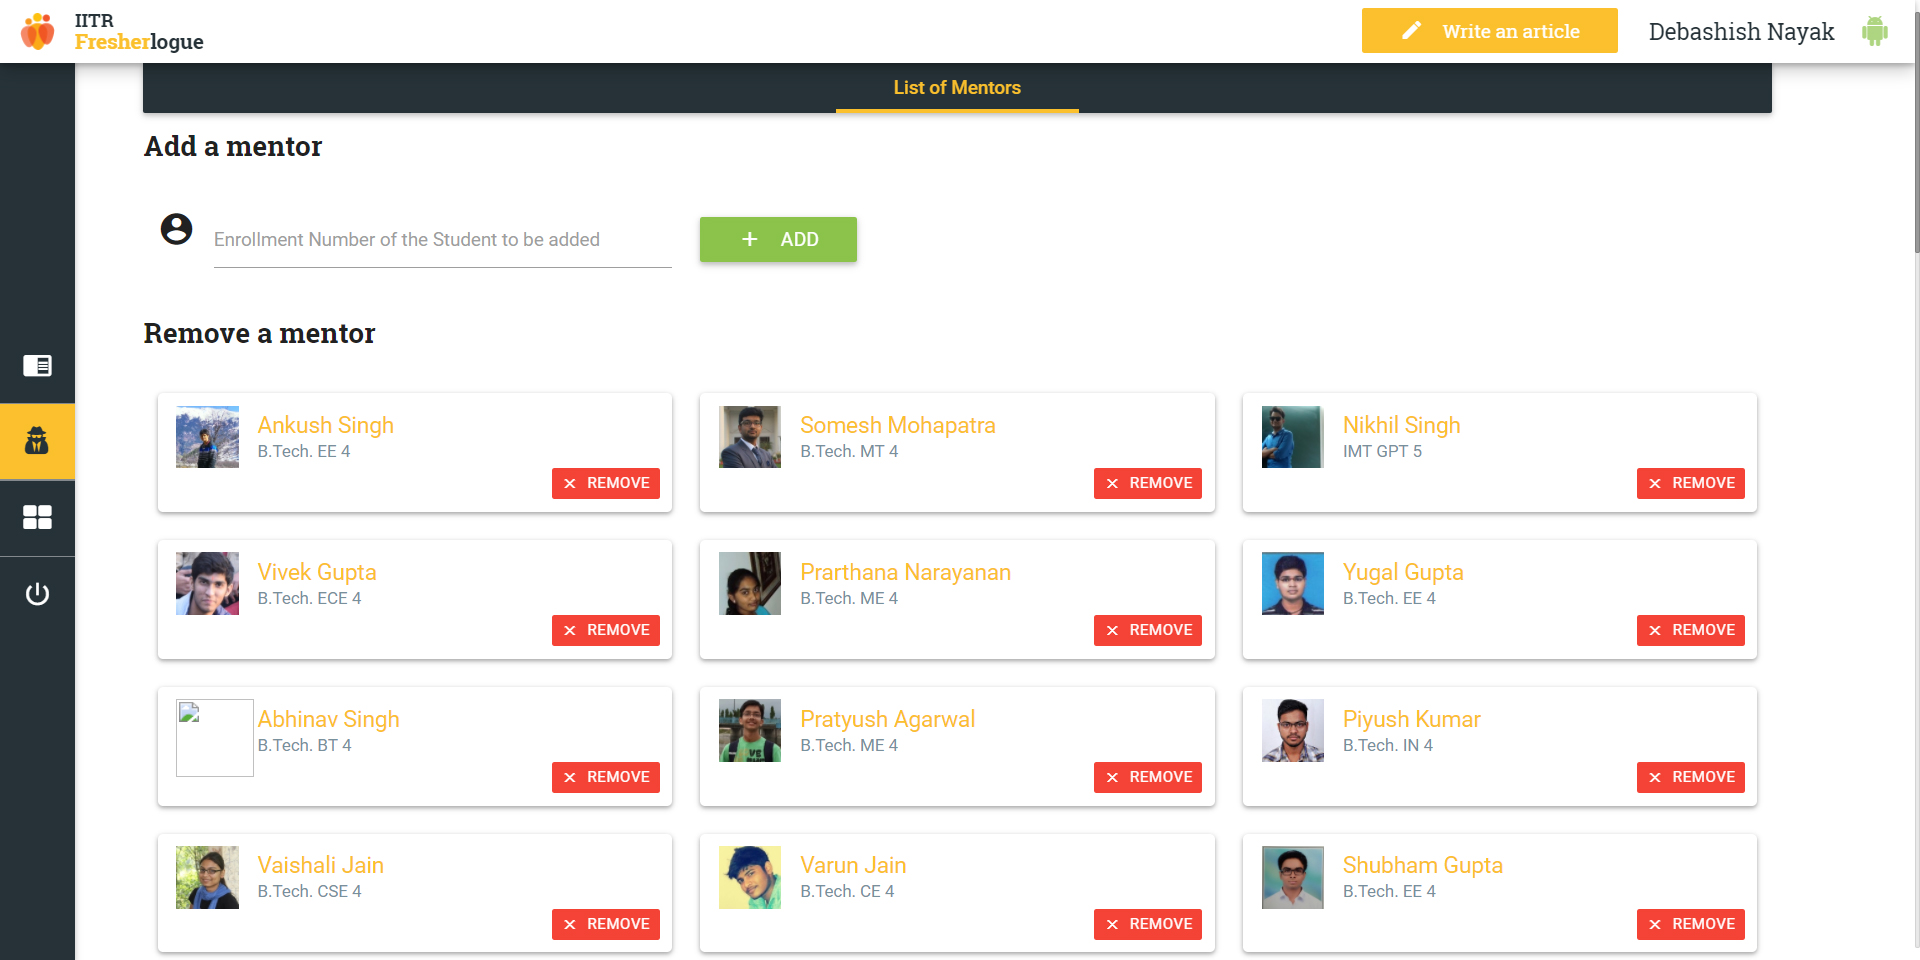 IITR
Fresherlogue
Write an article
Debashish Nayak
List of Mentors
Add a mentor
Enrollment Number of the Student to be added
+ ADD
Remove a mentor
Ankush Singh
B.Tech. EE 4
× REMOVE
Somesh Mohapatra
B.Tech. MT 4
× REMOVE
Nikhil Singh
IMT GPT 5
× REMOVE
Vivek Gupta
B.Tech. ECE 4
× REMOVE
Prarthana Narayanan
B.Tech. ME 4
× REMOVE
Yugal Gupta
B.Tech. EE 4
× REMOVE
Abhinav Singh
B.Tech. BT 4
× REMOVE
Pratyush Agarwal
B.Tech. ME 4
× REMOVE
Piyush Kumar
B.Tech. IN 4
× REMOVE
Vaishali Jain
B.Tech. CSE 4
× REMOVE
Varun Jain
B.Tech. CE 4
× REMOVE
Shubham Gupta
B.Tech. EE 4
× REMOVE